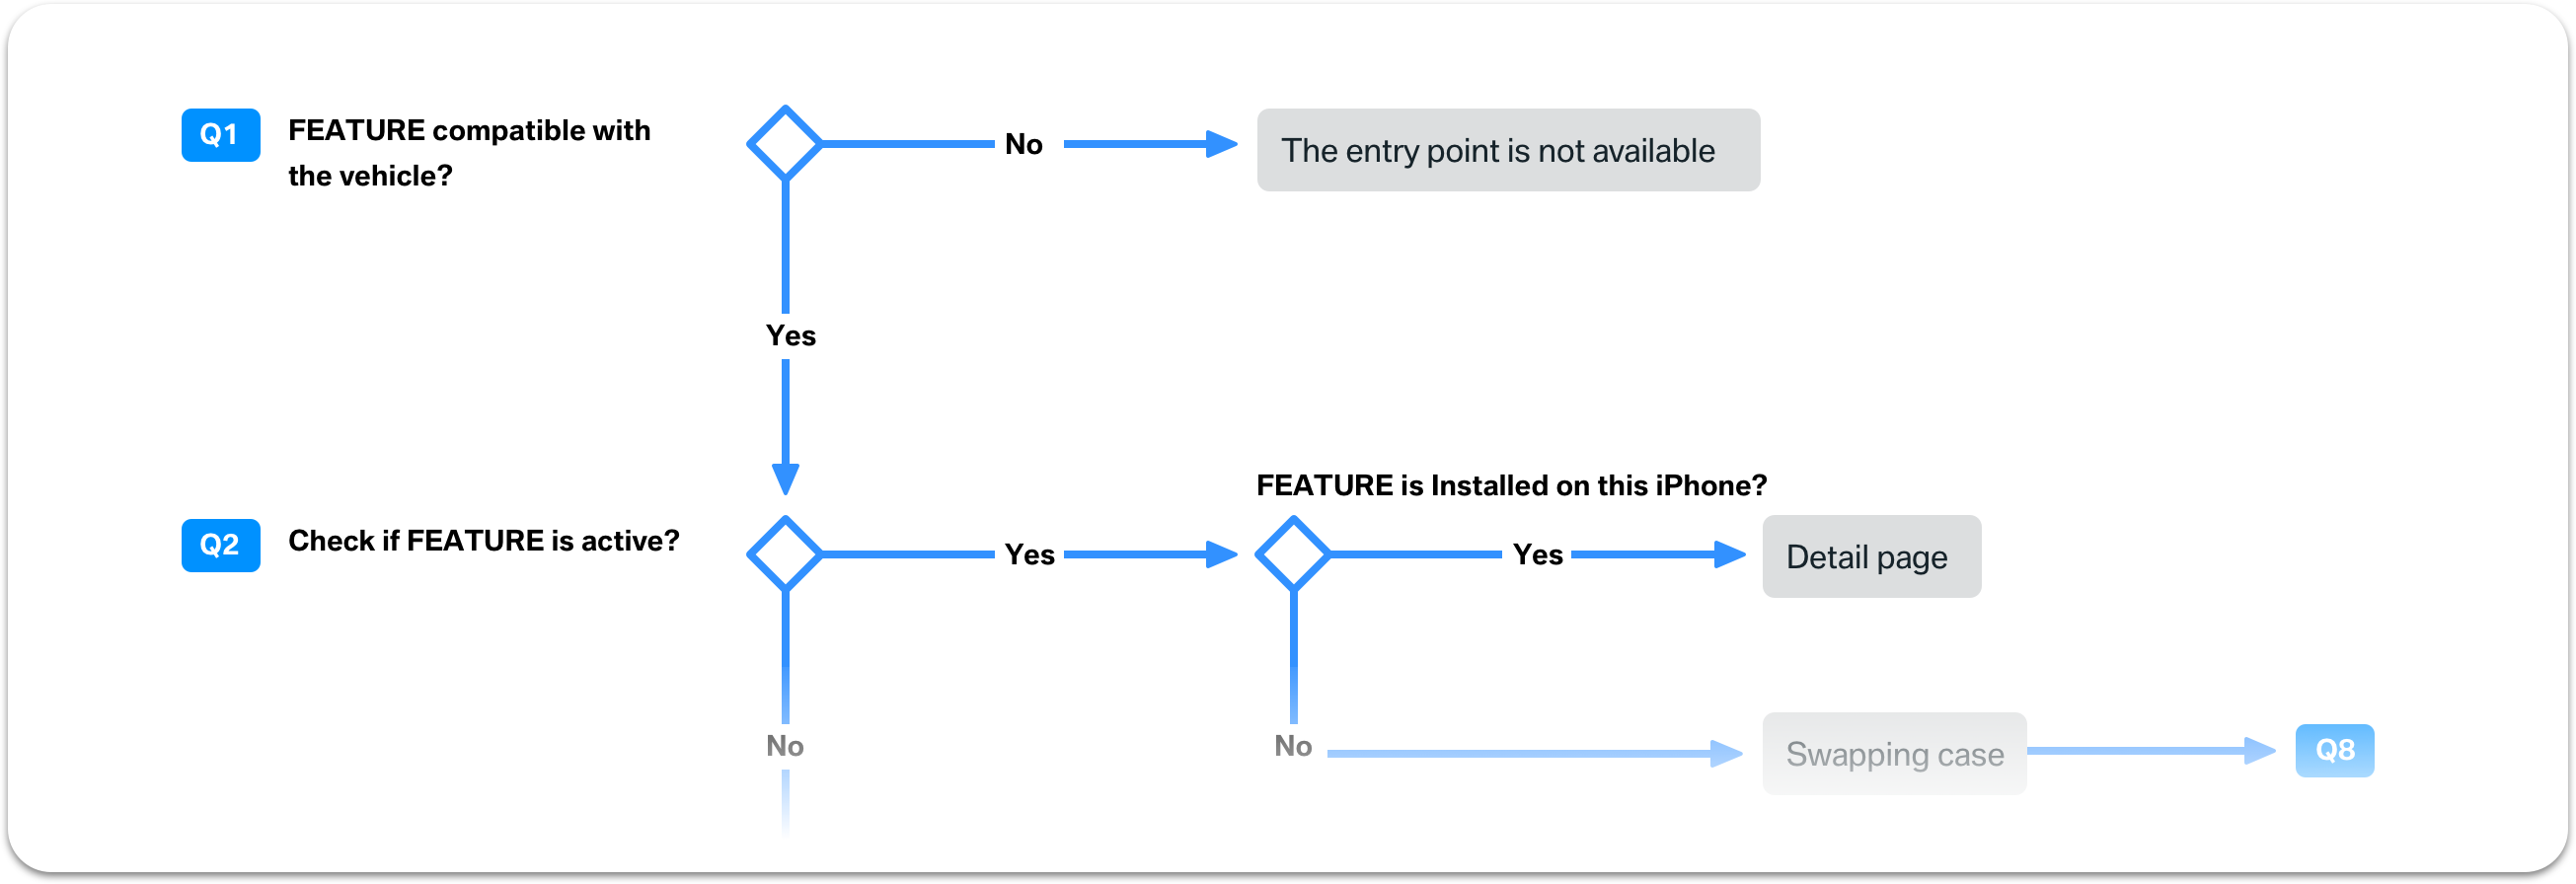 Q1
FEATURE compatible with
the vehicle?
No
The entry point is not available
Yes
FEATURE is Installed on this iPhone?
Q2
Check if FEATURE is active?
Yes
Yes
Detail page
No
No
Swapping case
Q8